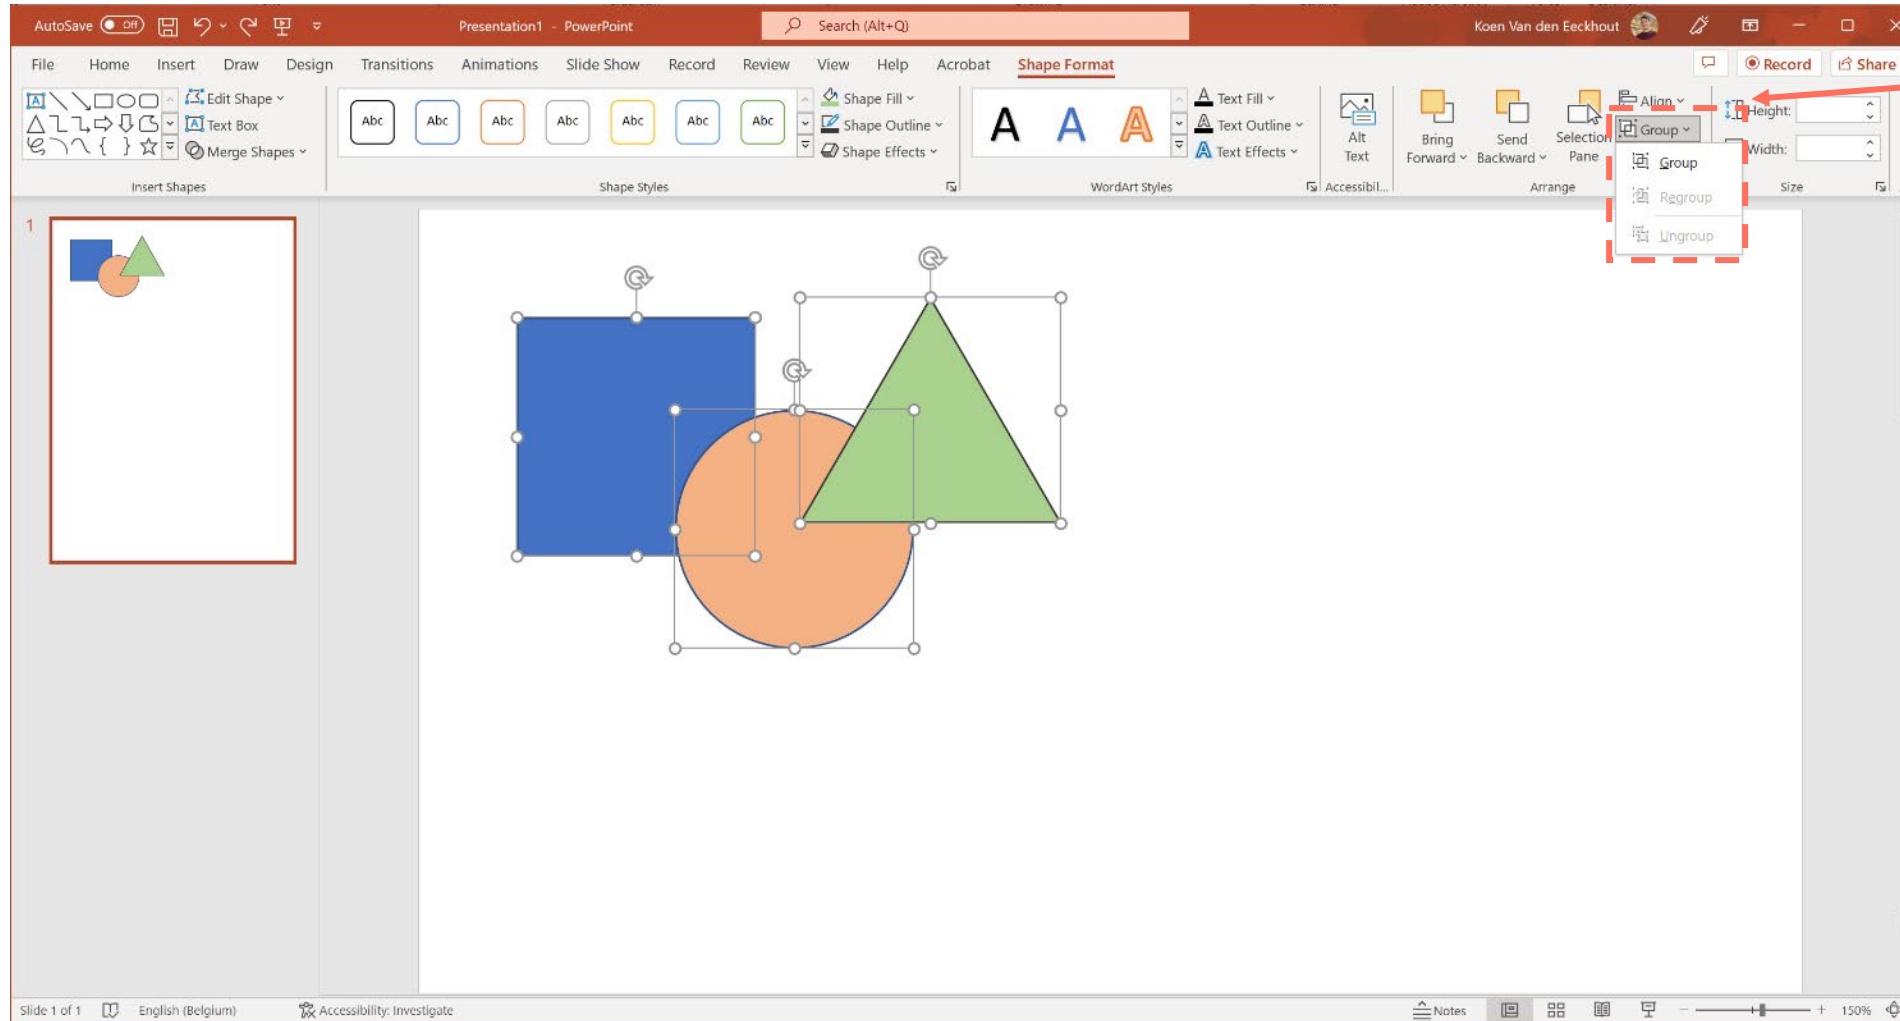 AutoSave Off Presentation1 - PowerPoint Search (Alt+Q) Koen Van den Eeckhout
File Home Insert Draw Design Transitions Animations Slide Show Record Review View Help Acrobat Shape Format Record Share
Edit Shape
Text Box
Merge Shapes
Insert Shapes
Abc Abc Abc Abc Abc Abc Abc
Shape Fill
Shape Outline
Shape Effects
Shape Styles
A A A
Text Fill
Text Outline
Text Effects
WordArt Styles
Alt
Text
Accessibil...
Bring
Forward
Send
Backward
Selection
Pane
Align
Group
Arrange
Group
Regroup
Ungroup
Height:
Width:
Size
1
Slide 1 of 1 English (Belgium) Accessibility: Investigate Notes 150%